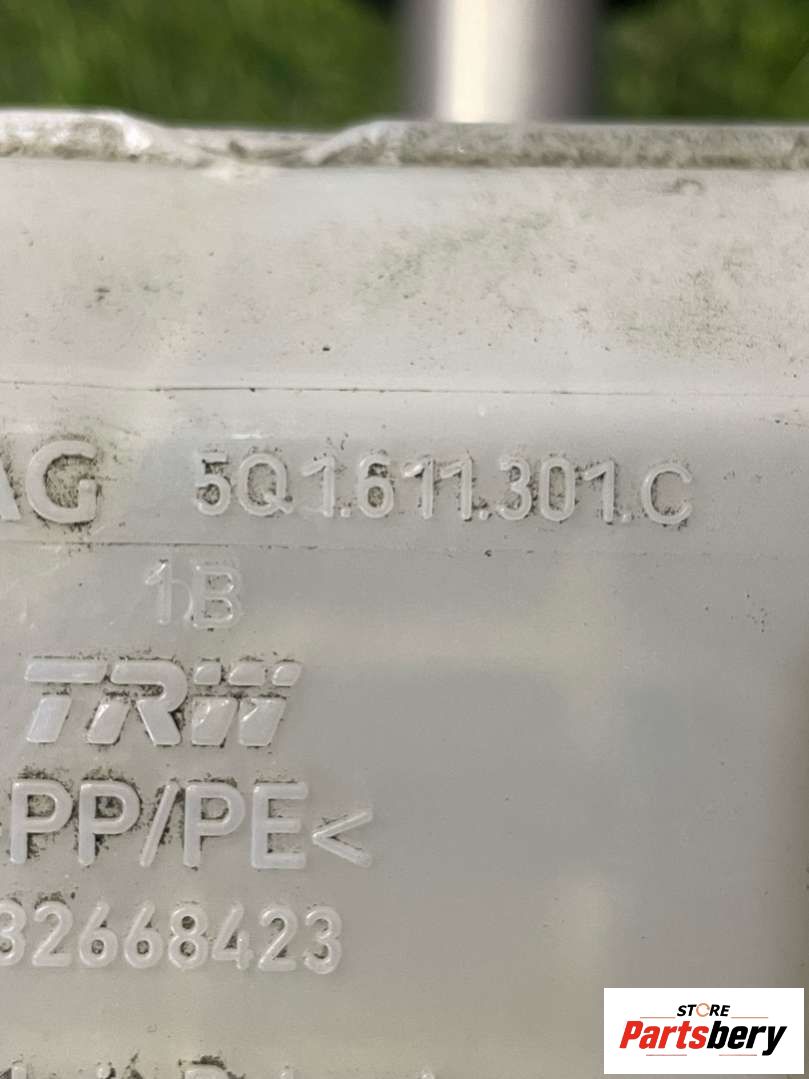 AG 5Q1.611.301.C
1B
TRW
PP/PE<
32668423
STORE
Partsbery